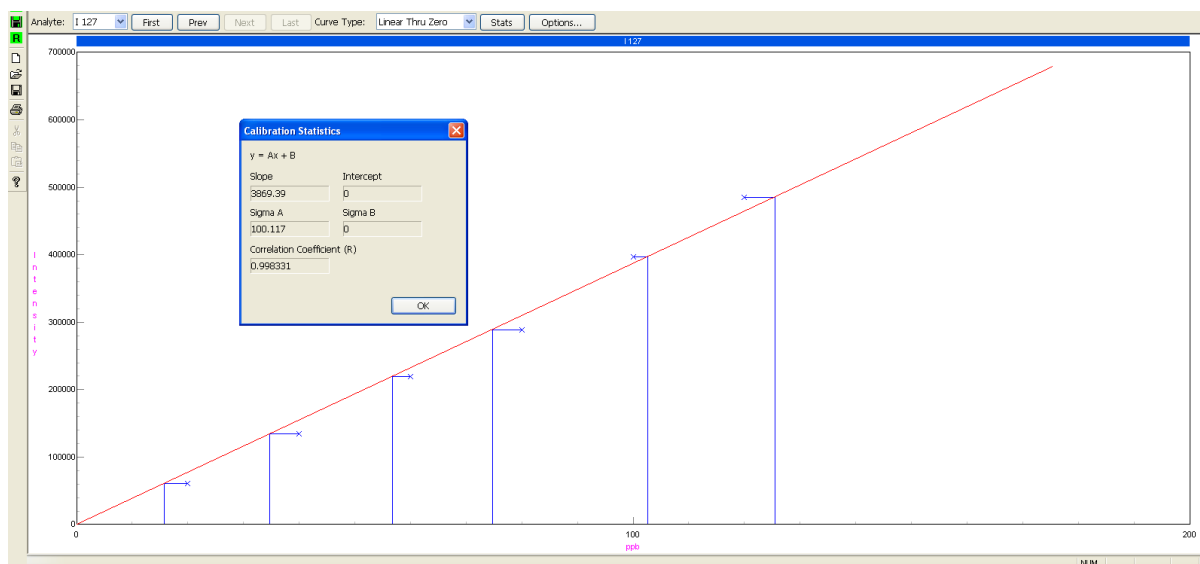 Analyte: I 127 First Prev Next Last Curve Type: Linear Thru Zero Stats Options...
R
I 127
700000
600000
500000
400000
300000
200000
100000
0
Intensity
Calibration Statistics
y = Ax + B
Slope Intercept
3869.39 0
Sigma A Sigma B
100.117 0
Correlation Coefficient (R)
0.998331
OK
0 100 200
ppb
NUM